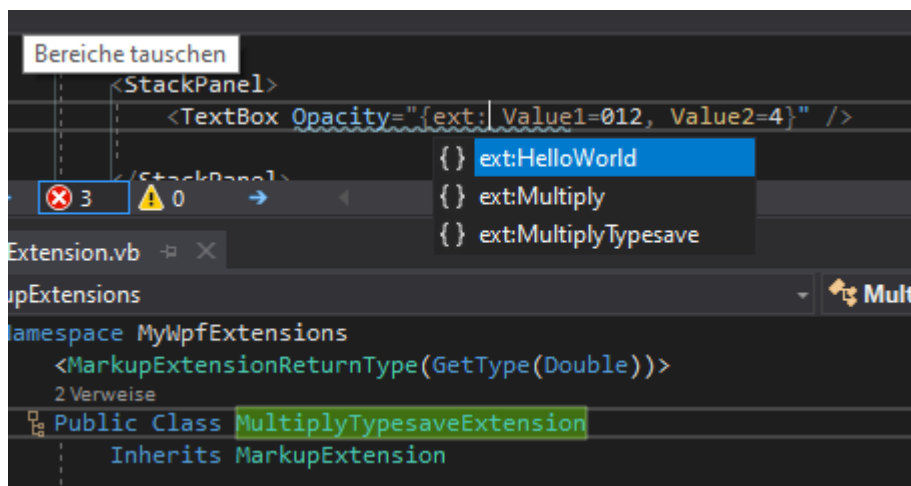 Bereiche tauschen
<StackPanel>
<TextBox Opacity="{ext: Value1=012, Value2=4}" />
ext:HelloWorld
</StackPanel>
3 0
ext:Multiply
ext:MultiplyTypesave
Extension.vb
upExtensions Mult
Namespace MyWpfExtensions
<MarkupExtensionReturnType(GetType(Double))>
2 Verweise
Public Class MultiplyTypesaveExtension
Inherits MarkupExtension